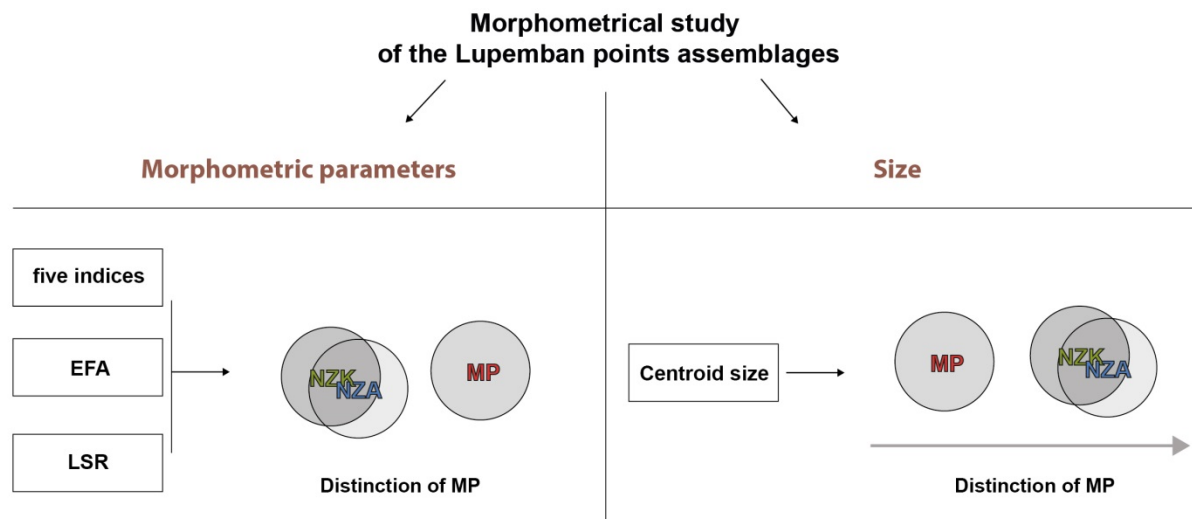 Morphometrical study
of the Lupemban points assemblages
Morphometric parameters
Size
five indices
EFA
LSR
NZK
NZA
MP
Distinction of MP
Centroid size
MP
NZK
NZA
Distinction of MP